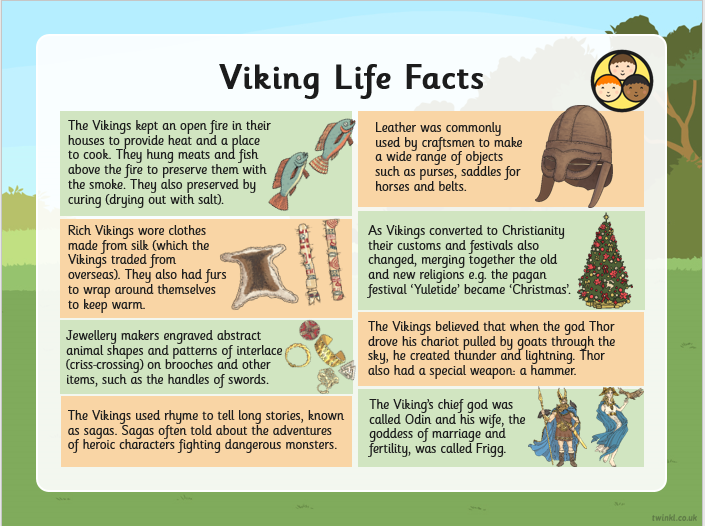 Viking Life Facts
The Vikings kept an open fire in their
houses to provide heat and a place
to cook. They hung meats and fish
above the fire to preserve them with
the smoke. They also preserved by
curing (drying out with salt).
Rich Vikings wore clothes
made from silk (which the
Vikings traded from
overseas). They also had furs
to wrap around themselves
to keep warm.
Jewellery makers engraved abstract
animal shapes and patterns of interlace
(criss-crossing) on brooches and other
items, such as the handles of swords.
The Vikings used rhyme to tell long stories, known
as sagas. Sagas often told about the adventures
of heroic characters fighting dangerous monsters.
Leather was commonly
used by craftsmen to make
a wide range of objects
such as purses, saddles for
horses and belts.
As Vikings converted to Christianity
their customs and festivals also
changed, merging together the old
and new religions e.g. the pagan
festival ‘Yuletide’ became ‘Christmas’.
The Vikings believed that when the god Thor
drove his chariot pulled by goats through the
sky, he created thunder and lightning. Thor
also had a special weapon: a hammer.
The Viking’s chief god was
called Odin and his wife, the
goddess of marriage and
fertility, was called Frigg.
twinkl.co.uk